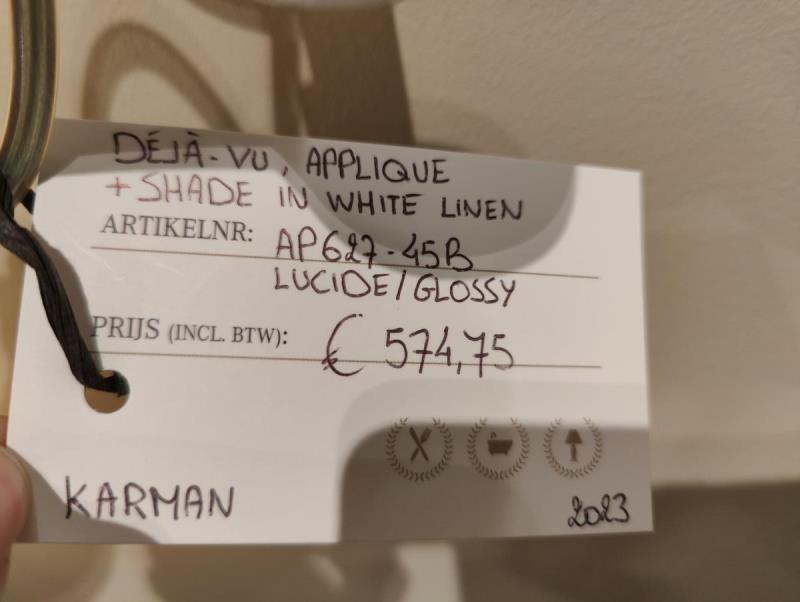 DÉJÀ-VU, APPLIQUE
+ SHADE IN WHITE LINEN
ARTIKELNR: AP627-45B
LUCIDE/GLOSSY
PRIJS (INCL. BTW): € 574,75
KARMAN
2023